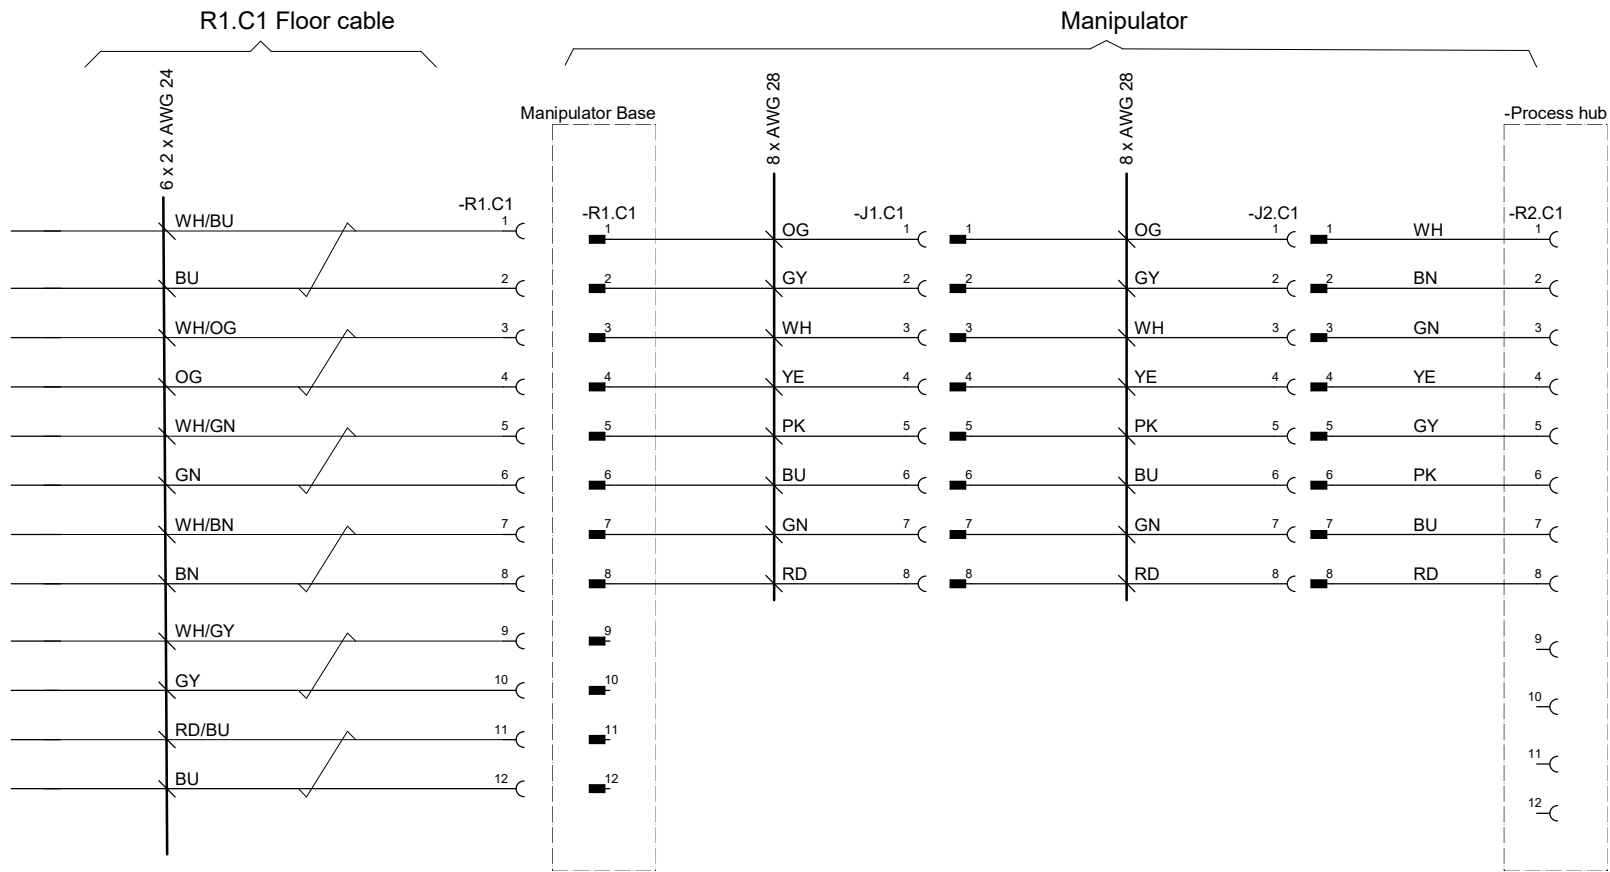 R1.C1 Floor cable
Manipulator
6 x 2 x AWG 24
8 x AWG 28
8 x AWG 28
Manipulator Base
-Process hub
-R1.C1
-R1.C1
-J1.C1
-J2.C1
-R2.C1
WH/BU 1 1 OG 1 1 OG 1 1 WH 1
BU 2 2 GY 2 2 GY 2 2 BN 2
WH/OG 3 3 WH 3 3 WH 3 3 GN 3
OG 4 4 YE 4 4 YE 4 4 YE 4
WH/GN 5 5 PK 5 5 PK 5 5 GY 5
GN 6 6 BU 6 6 BU 6 6 PK 6
WH/BN 7 7 GN 7 7 GN 7 7 BU 7
BN 8 8 RD 8 8 RD 8 8 RD 8
WH/GY 9 9 9
GY 10 10 10
RD/BU 11 11 11
BU 12 12 12